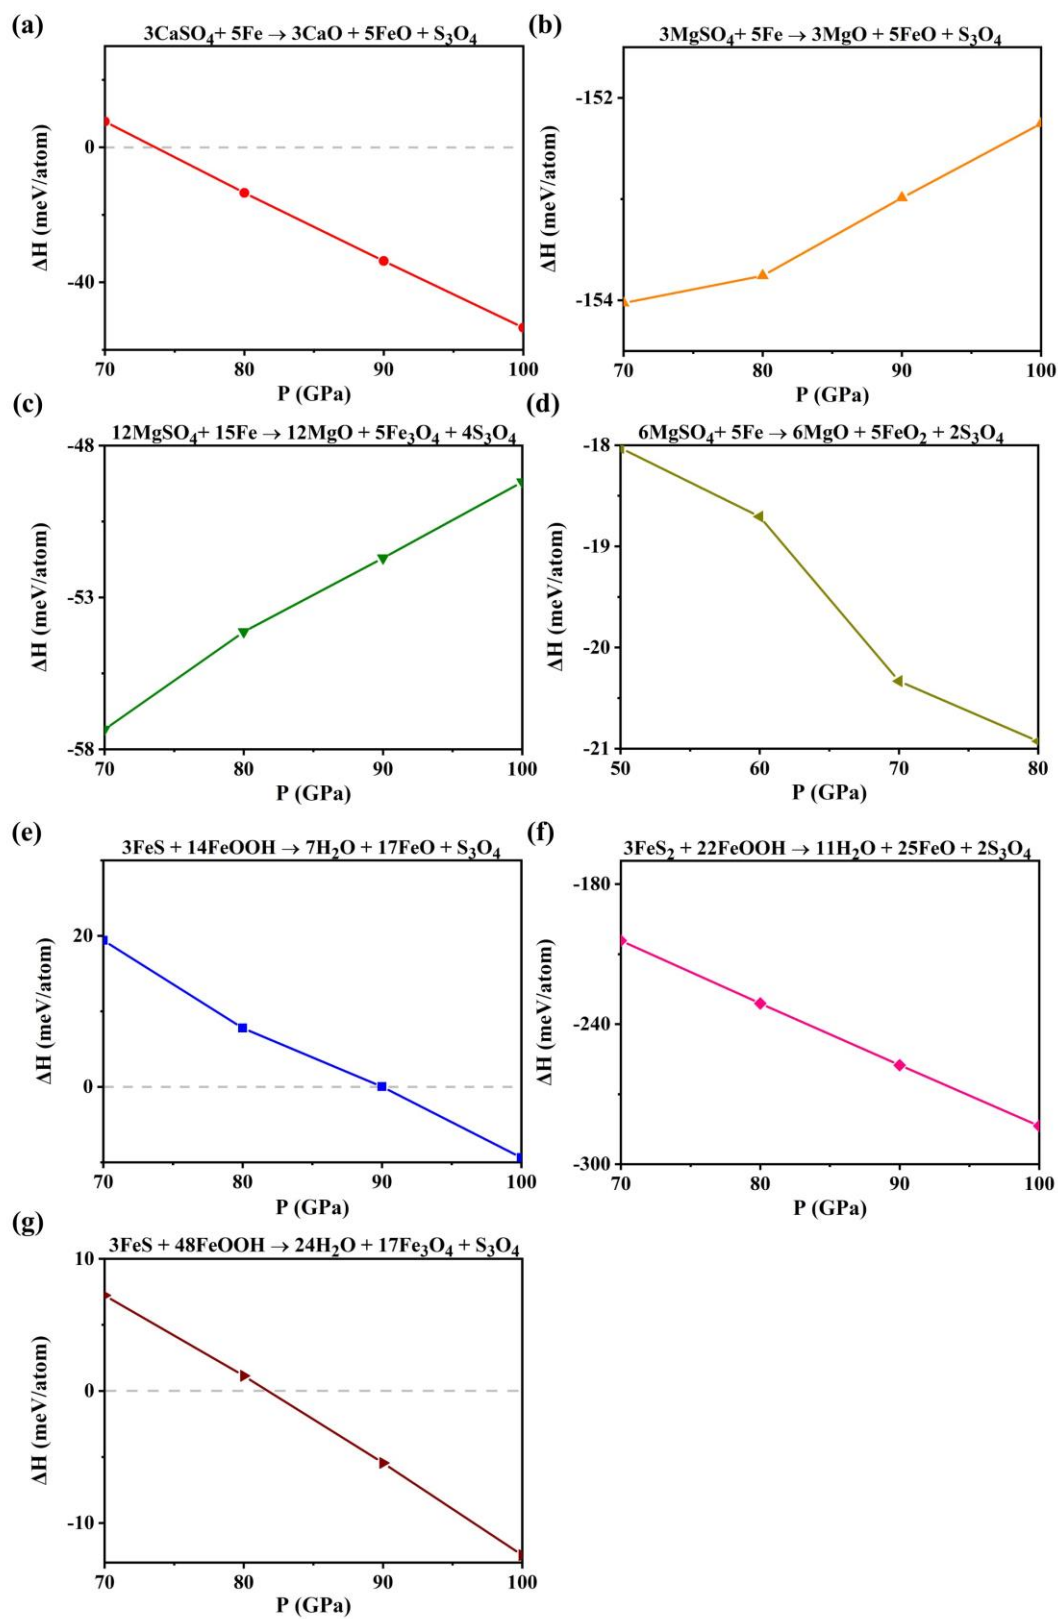 (a)
3CaSO₄+ 5Fe → 3CaO + 5FeO + S₃O₄
0
-40
ΔH (meV/atom)
70 80 90 100
P (GPa)
(b)
3MgSO₄+ 5Fe → 3MgO + 5FeO + S₃O₄
-152
-154
ΔH (meV/atom)
70 80 90 100
P (GPa)
(c)
12MgSO₄+ 15Fe → 12MgO + 5Fe₃O₄ + 4S₃O₄
-48
-53
-58
ΔH (meV/atom)
70 80 90 100
P (GPa)
(d)
6MgSO₄+ 5Fe → 6MgO + 5FeO₂ + 2S₃O₄
-18
-19
-20
-21
ΔH (meV/atom)
50 60 70 80
P (GPa)
(e)
3FeS + 14FeOOH → 7H₂O + 17FeO + S₃O₄
20
0
ΔH (meV/atom)
70 80 90 100
P (GPa)
(f)
3FeS₂ + 22FeOOH → 11H₂O + 25FeO + 2S₃O₄
-180
-240
-300
ΔH (meV/atom)
70 80 90 100
P (GPa)
(g)
3FeS + 48FeOOH → 24H₂O + 17Fe₃O₄ + S₃O₄
10
0
-10
ΔH (meV/atom)
70 80 90 100
P (GPa)